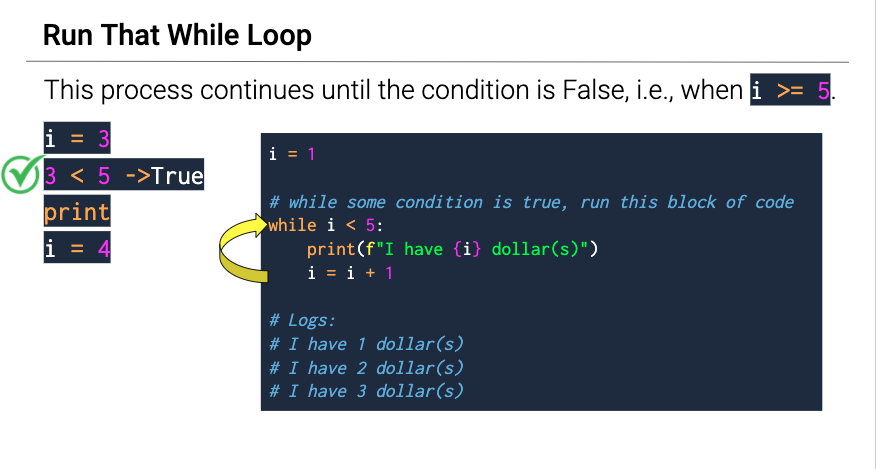 Run That While Loop
This process continues until the condition is False, i.e., when i >= 5.
i = 3
3 < 5 ->True
print
i = 4
i = 1
# while some condition is true, run this block of code
while i < 5:
    print(f"I have {i} dollar(s)")
    i = i + 1
# Logs:
# I have 1 dollar(s)
# I have 2 dollar(s)
# I have 3 dollar(s)